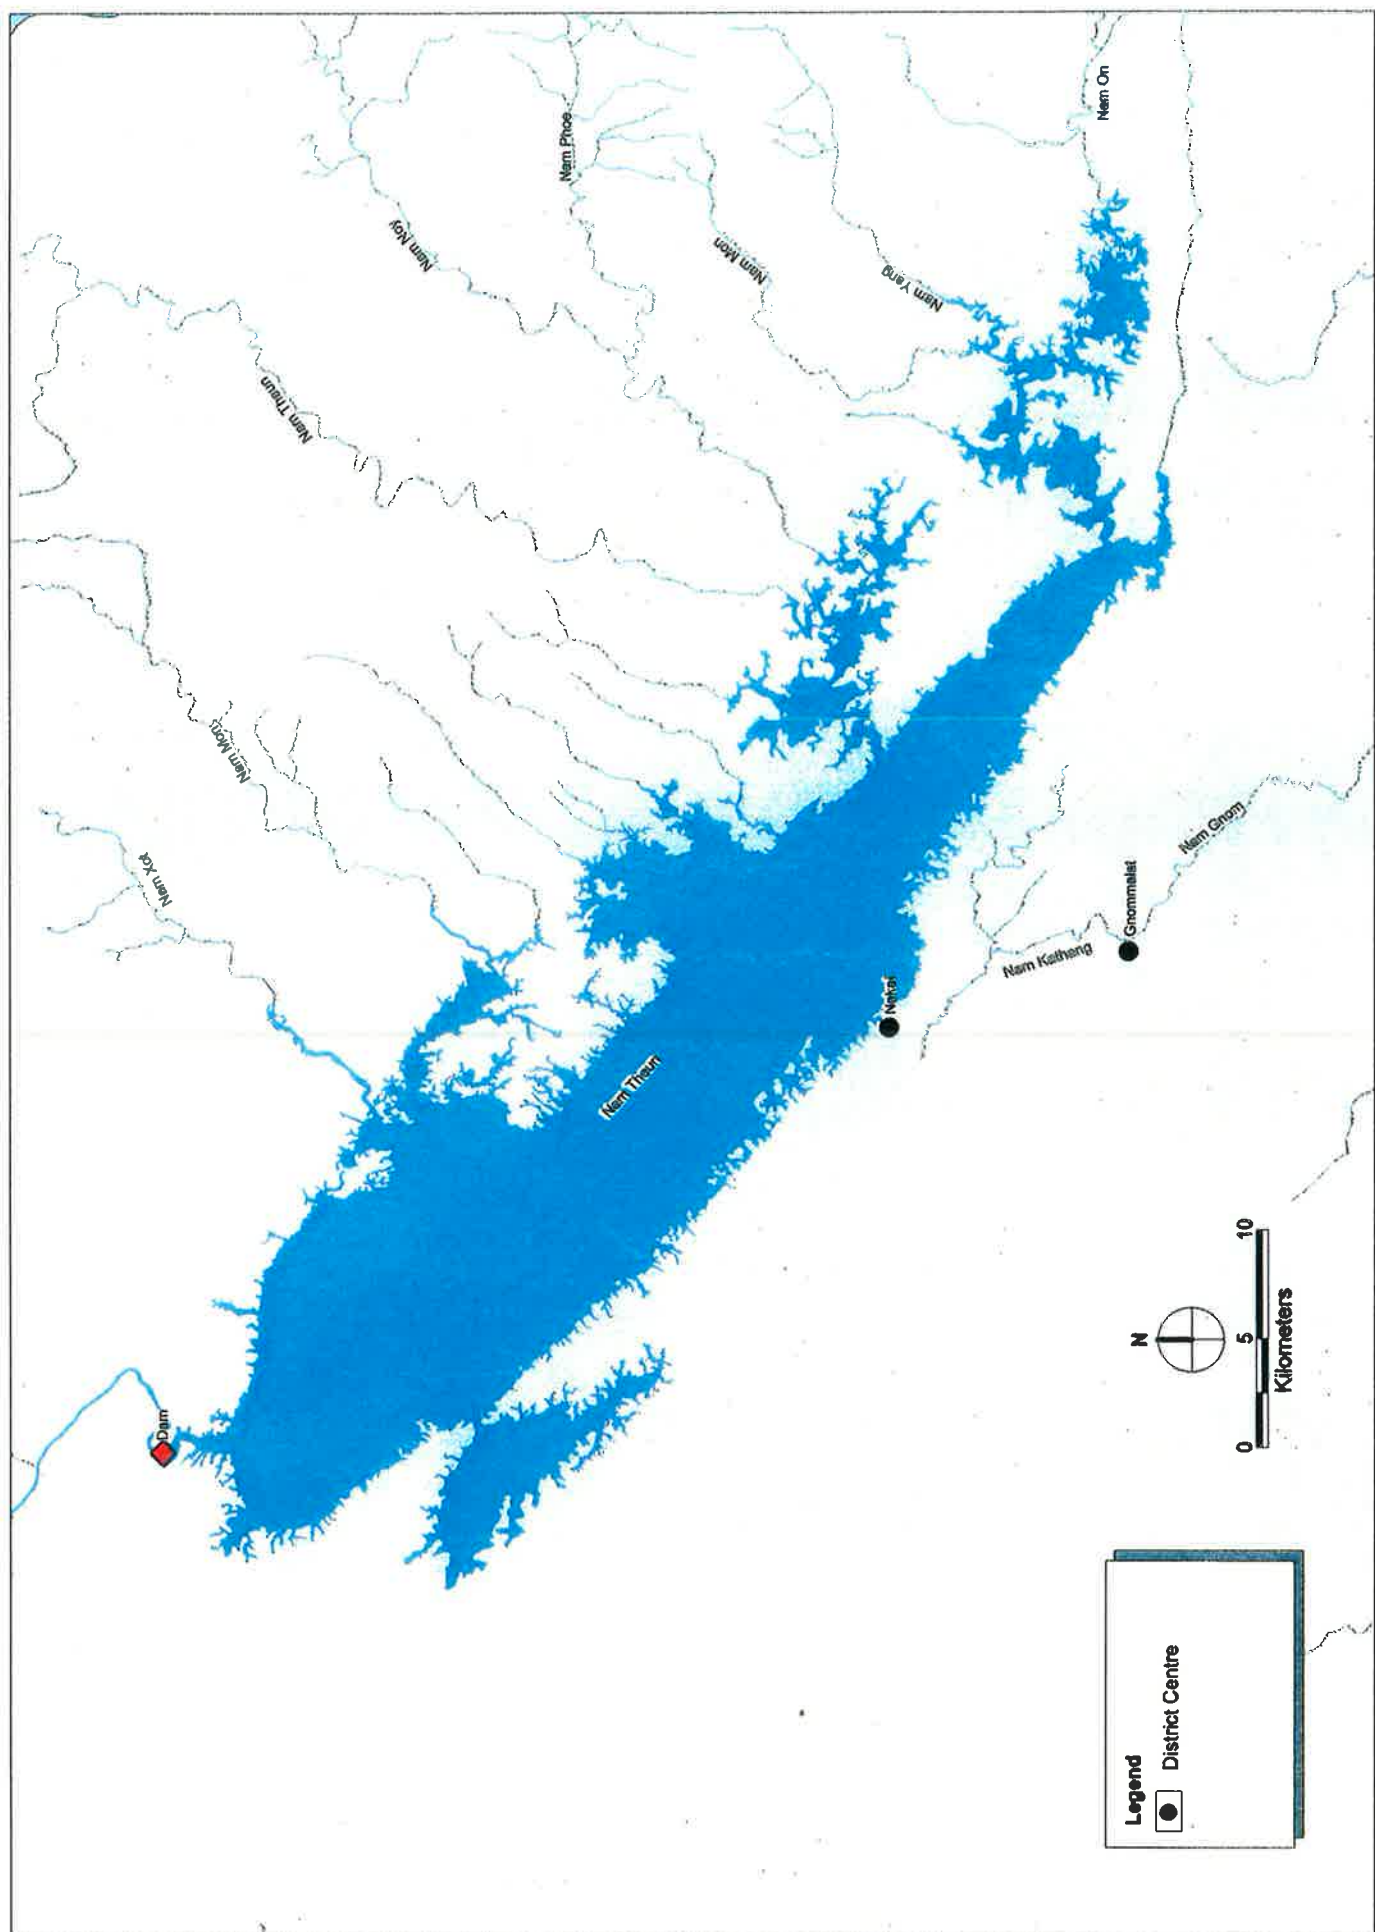 Dam
Nam Xot
Nam Mon
Nam Theun
Nam Noy
Nam Phoe
Nam Mon
Nam Yang
Nam On
Nam Theun
Nakai
Nam Kathang
Gnommalat
Nam Gnom
N
0 5 10
Kilometers
Legend
District Centre